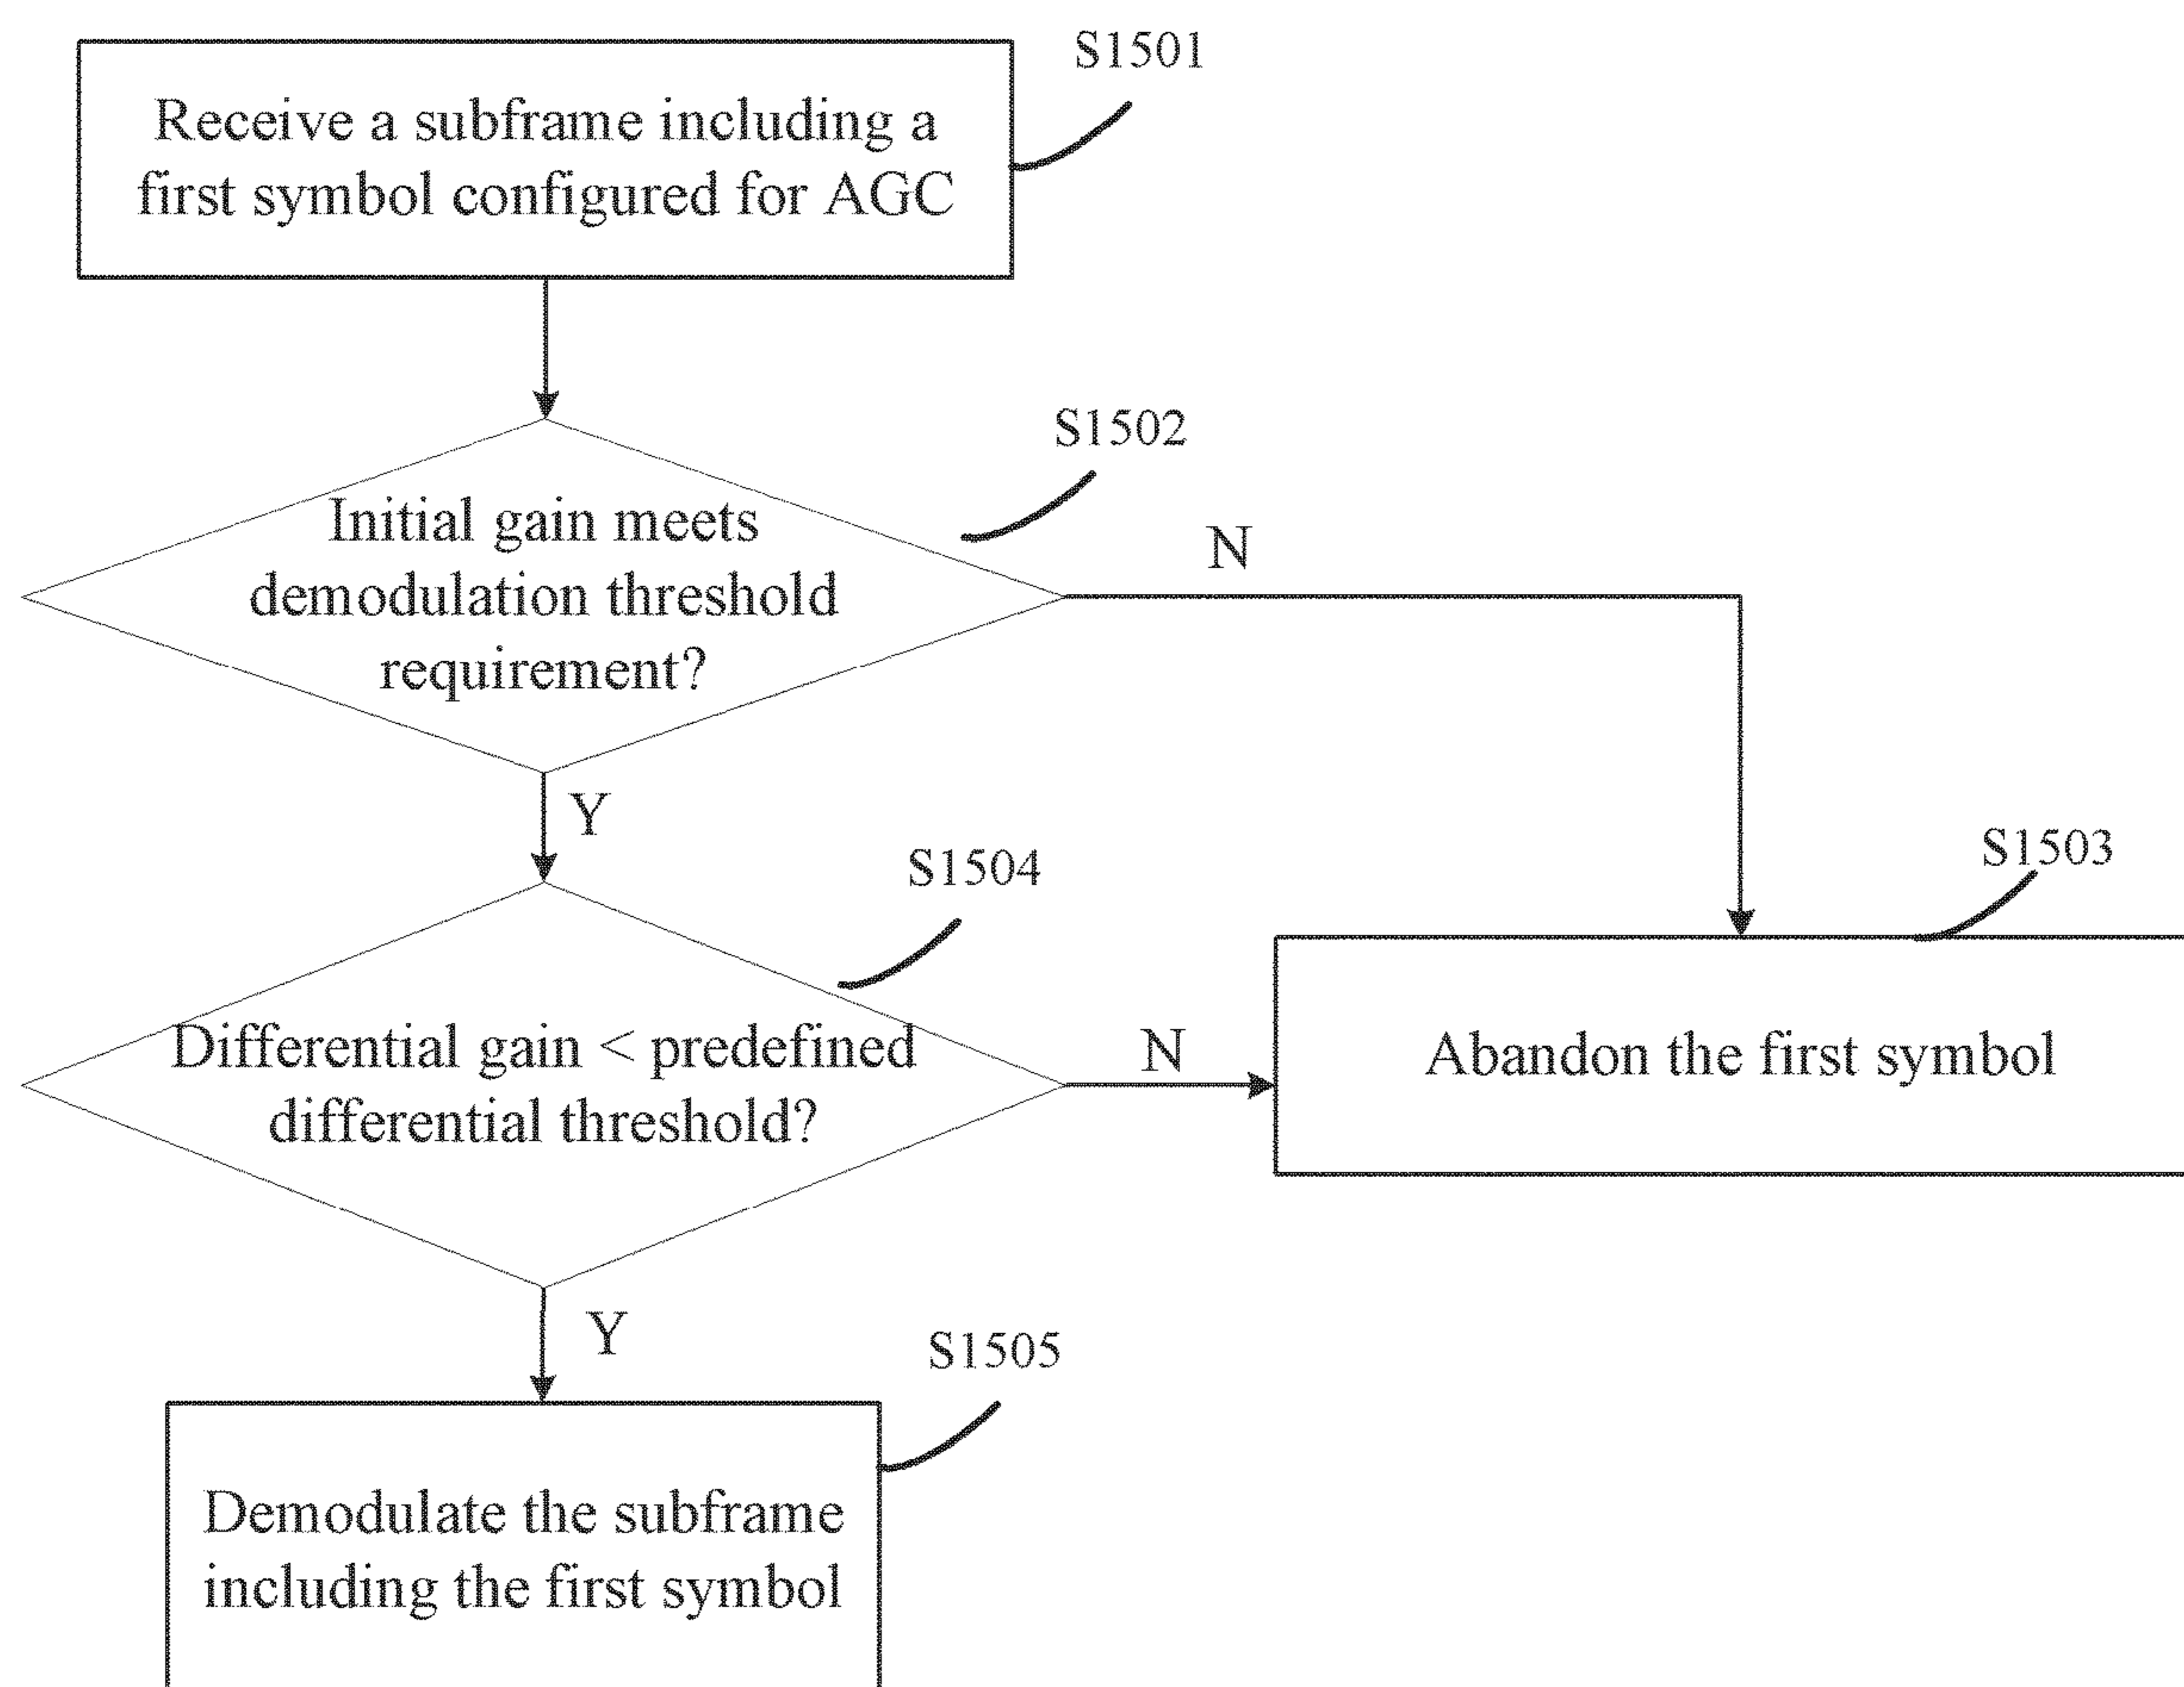 S1501
Receive a subframe including a
first symbol configured for AGC
S1502
Initial gain meets
demodulation threshold
requirement?
N
Y
S1504
S1503
Differential gain < predefined
differential threshold?
N
Abandon the first symbol
Y
S1505
Demodulate the subframe
including the first symbol